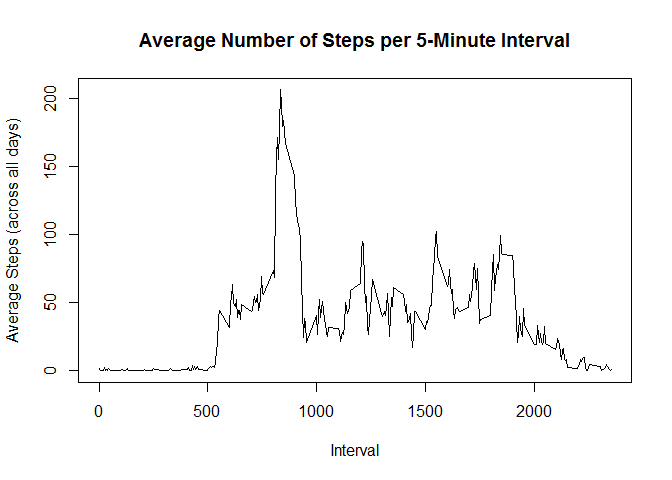 Average Number of Steps per 5-Minute Interval
Average Steps (across all days)
200
150
100
50
0
0 500 1000 1500 2000
Interval